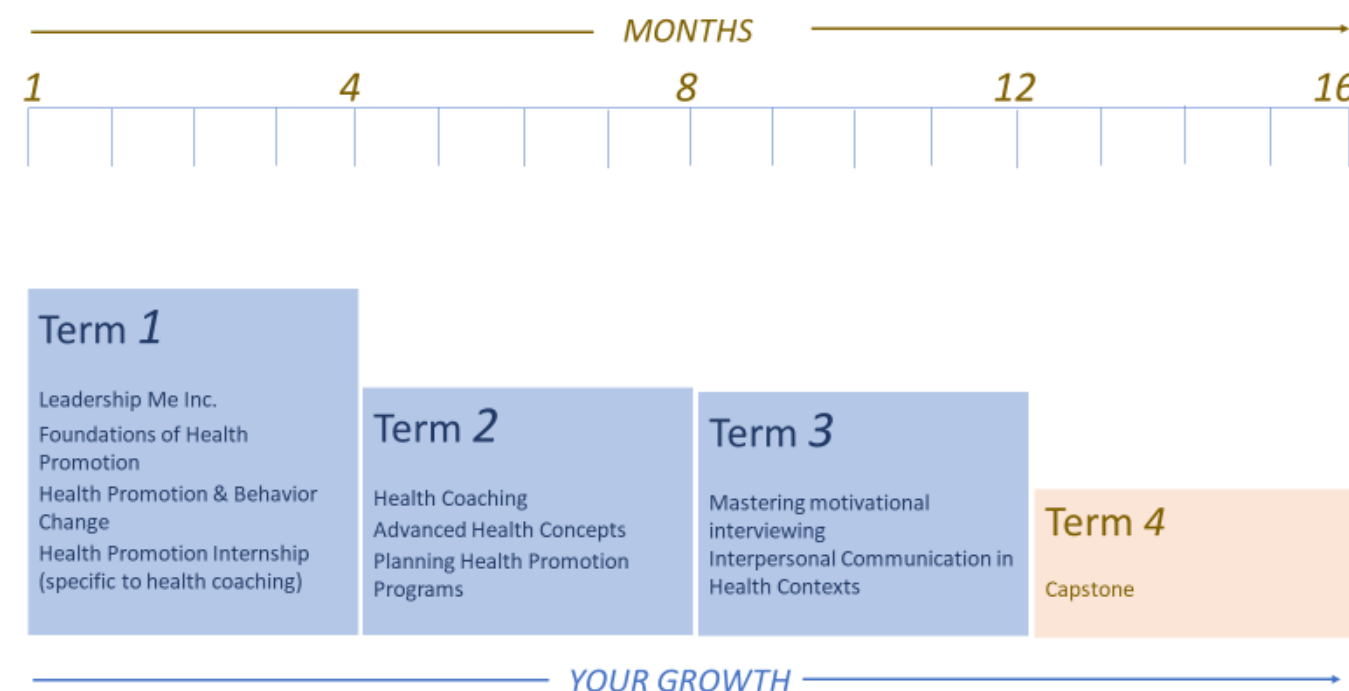 MONTHS
1 4 8 12 16
Term 1
Leadership Me Inc.
Foundations of Health
Promotion
Health Promotion & Behavior
Change
Health Promotion Internship
(specific to health coaching)
Term 2
Health Coaching
Advanced Health Concepts
Planning Health Promotion
Programs
Term 3
Mastering motivational
interviewing
Interpersonal Communication in
Health Contexts
Term 4
Capstone
YOUR GROWTH